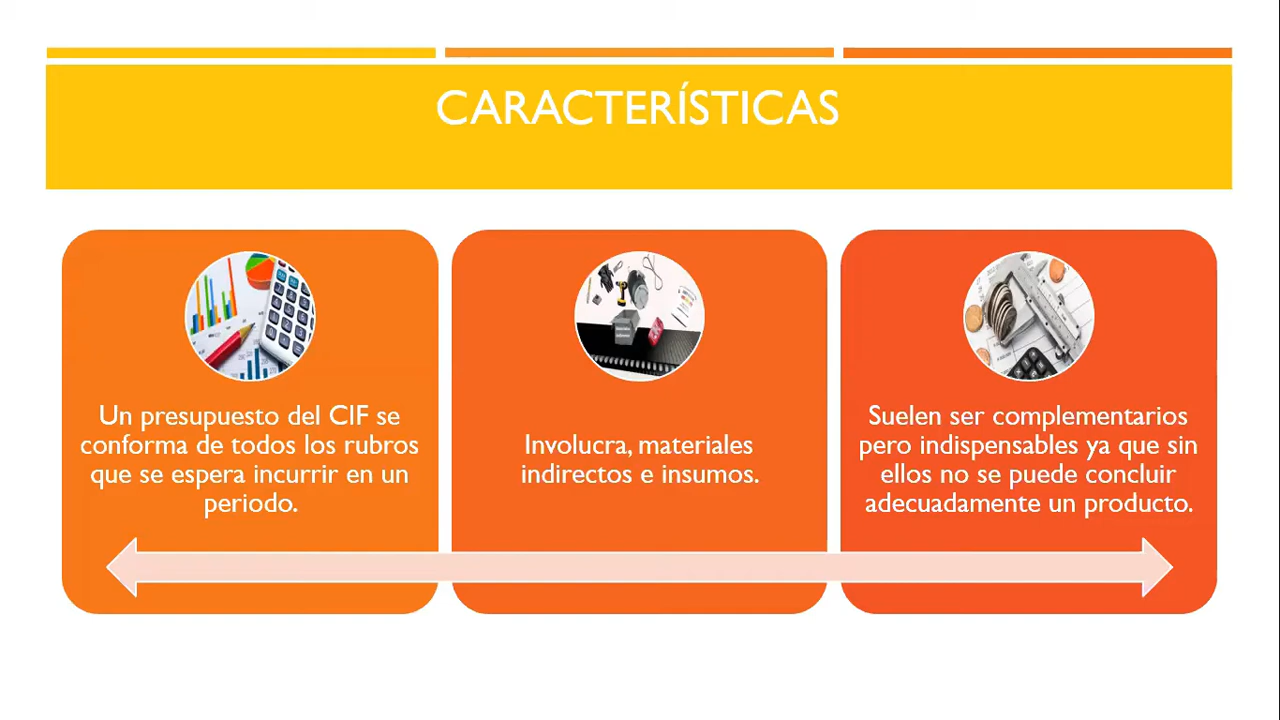 CARACTERÍSTICAS
Un presupuesto del CIF se
conforma de todos los rubros
que se espera incurrir en un
periodo.
Involucra, materiales
indirectos e insumos.
Suelen ser complementarios
pero indispensables ya que sin
ellos no se puede concluir
adecuadamente un producto.